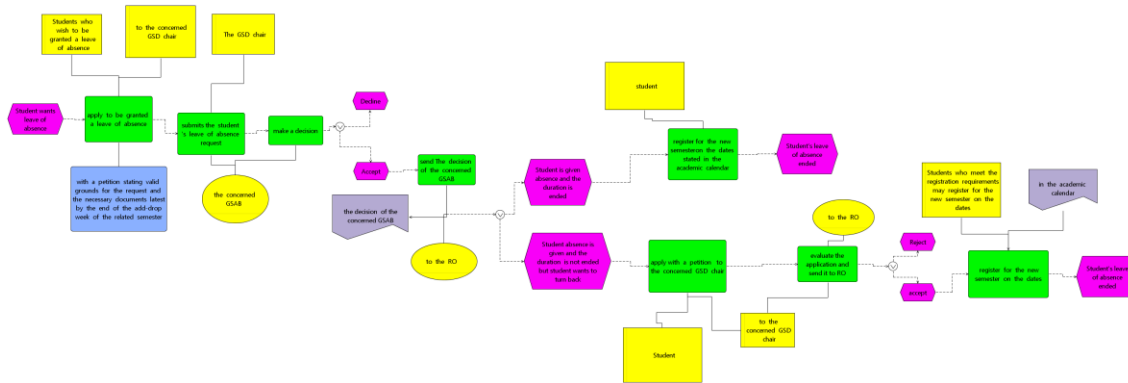 Students who
wish to be
granted a leave
of absence
to the concerned
GSD chair
The GSD chair
Student wants
leave of
absence
apply to be granted
a leave of absence
submits the student
's leave of absence
request
make a decision
Decline
Accept
with a petition stating valid
grounds for the request and
the necessary documents latest
by the end of the add-drop
week of the related semester
the concerned
GSAB
send The decision
of the concerned
GSAB
the decision of the
concerned GSAB
to the RO
Student is given
absence and the
duration is
ended
student
register for the new
semesteron the dates
stated in the
academic calendar
Student's leave
of absence
ended
Student absence is
given and the
duration is not ended
but student wants to
turn back
apply with a petition to
the concerned GSD chair
Student
to the
concerned GSD
chair
to the RO
evaluate the
application and
send it to RO
Reject
accept
Students who meet the
registration requirements
may register for the
new semester on the
dates
in the academic
calendar
register for the new
semester on the dates
Student's leave
of absence
ended